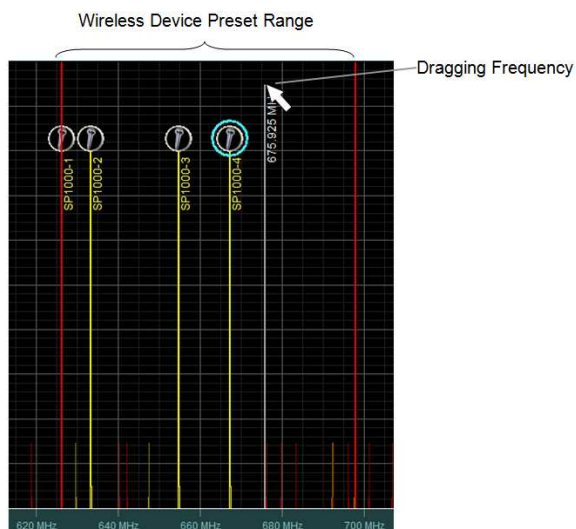 Wireless Device Preset Range
Dragging Frequency
675.925 MHz
SP1000-1
SP1000-2
SP1000-3
SP1000-4
620 MHz
640 MHz
660 MHz
680 MHz
700 MHz